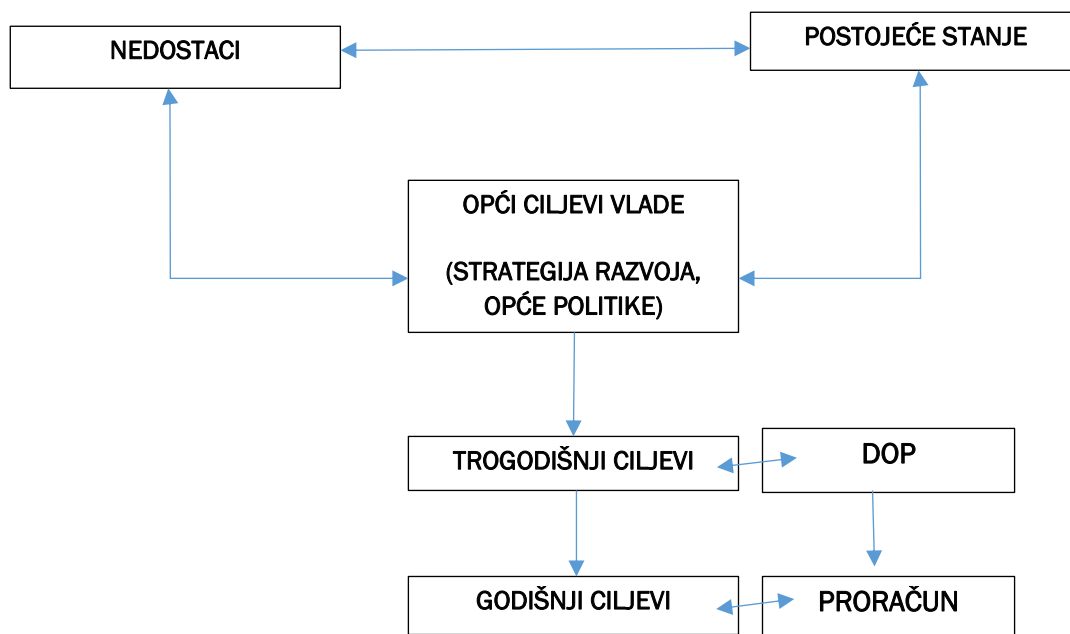 NEDOSTACI
POSTOJEĆE STANJE
OPĆI CILJEVI VLADE
(STRATEGIJA RAZVOJA,
OPĆE POLITIKE)
TROGODIŠNJI CILJEVI
DOP
GODIŠNJI CILJEVI
PRORAČUN